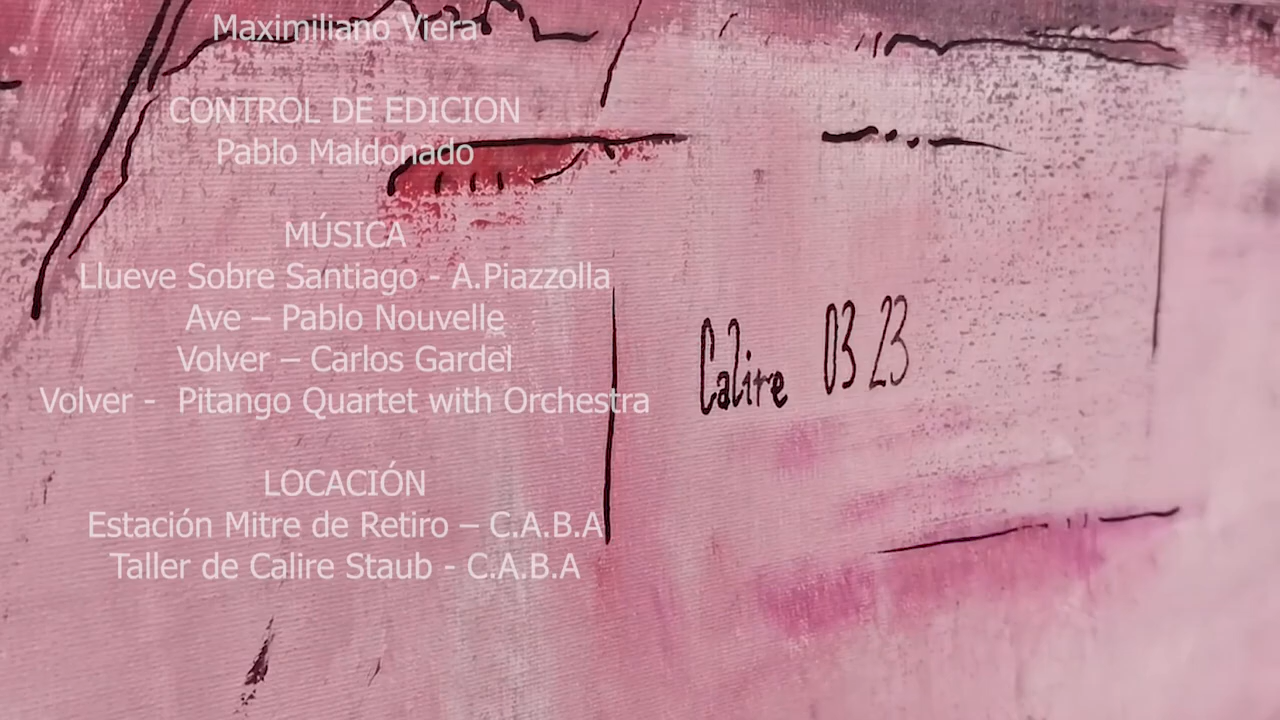 Maximiliano Viera
CONTROL DE EDICION
Pablo Maldonado
MÚSICA
Llueve Sobre Santiago - A.Piazzolla
Ave – Pablo Nouvelle
Volver – Carlos Gardel
Volver - Pitango Quartet with Orchestra
LOCACIÓN
Estación Mitre de Retiro – C.A.B.A
Taller de Calire Staub - C.A.B.A
Calire 03 23